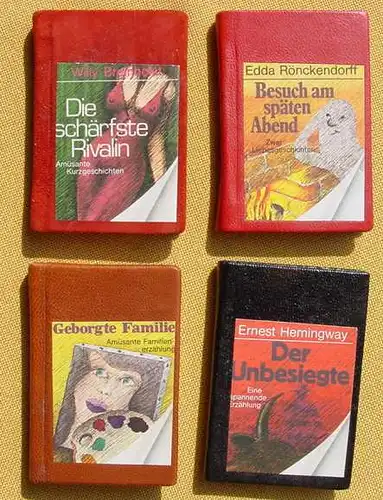 Willy Breinholst
Die
schärfste
Rivalin
Amüsante
Kurzgeschichten
Edda Rönckendorff
Besuch am
späten
Abend
Zwei
Liebesgeschichten
Geborgte Familie
Amüsante Familien-
erzählung
Ernest Hemingway
Der
Unbesiegte
Eine
spannende
Erzählung